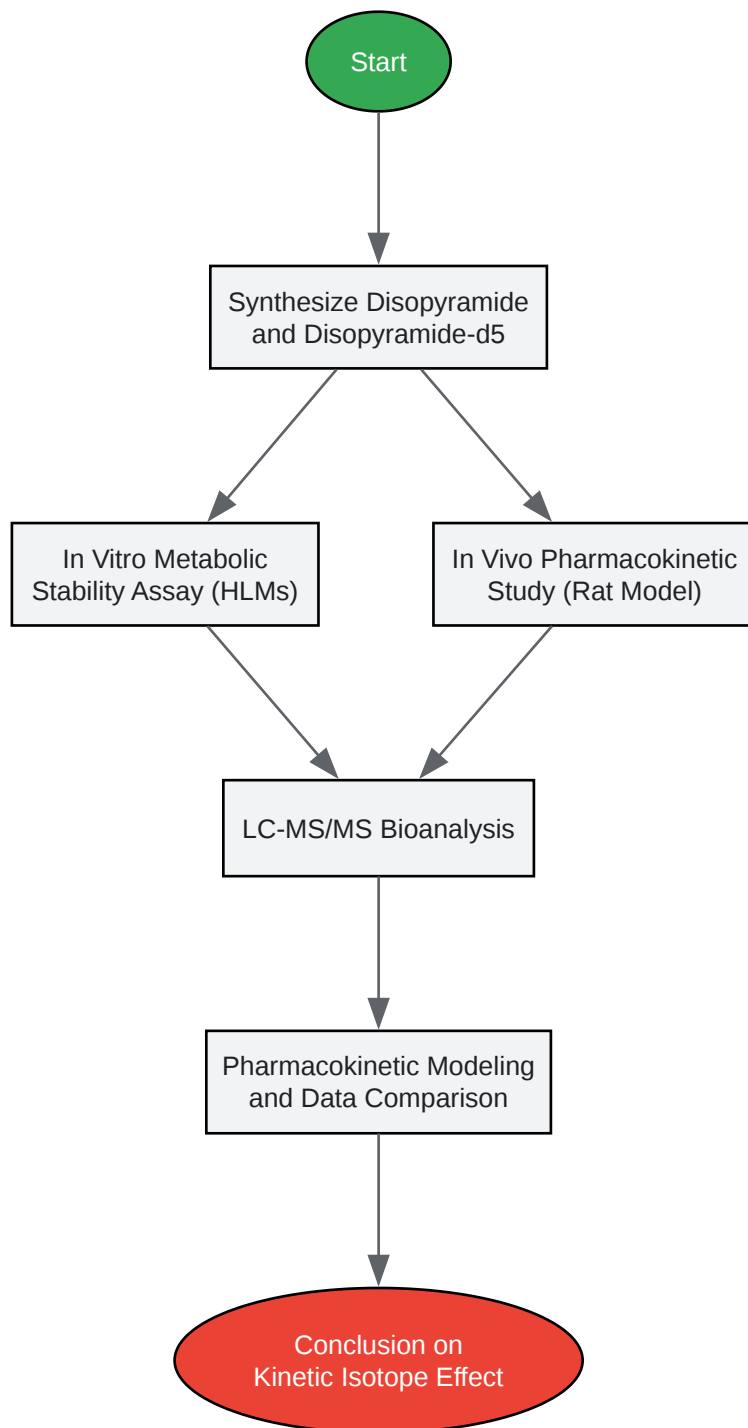 Start
Synthesize Disopyramide
and Disopyramide-d5
In Vitro Metabolic
Stability Assay (HLMs)
In Vivo Pharmacokinetic
Study (Rat Model)
LC-MS/MS Bioanalysis
Pharmacokinetic Modeling
and Data Comparison
Conclusion on
Kinetic Isotope Effect